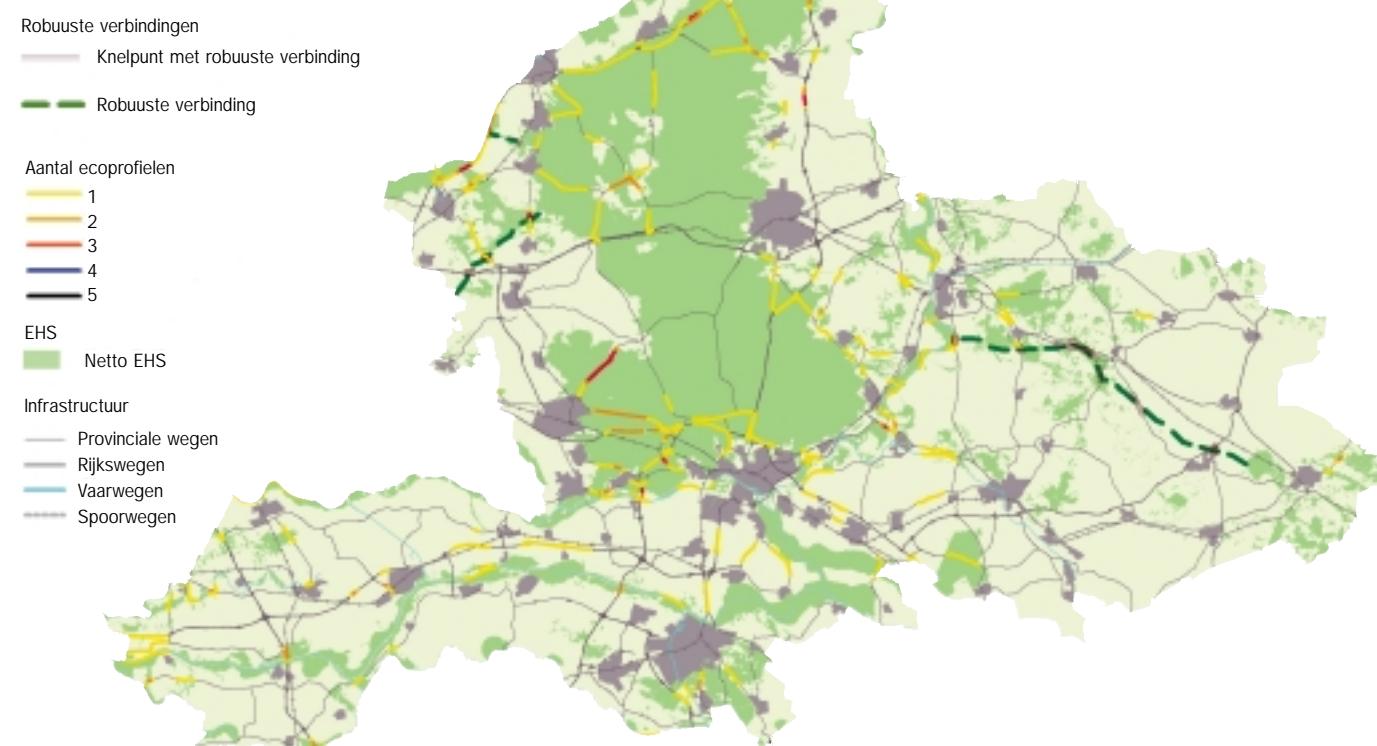 Robuuste verbindingen
Knelpunt met robuuste verbinding
Robuuste verbinding
Aantal ecoprofielen
1
2
3
4
5
EHS
Netto EHS
Infrastructuur
Provinciale wegen
Rijkswegen
Vaarwegen
Spoorwegen